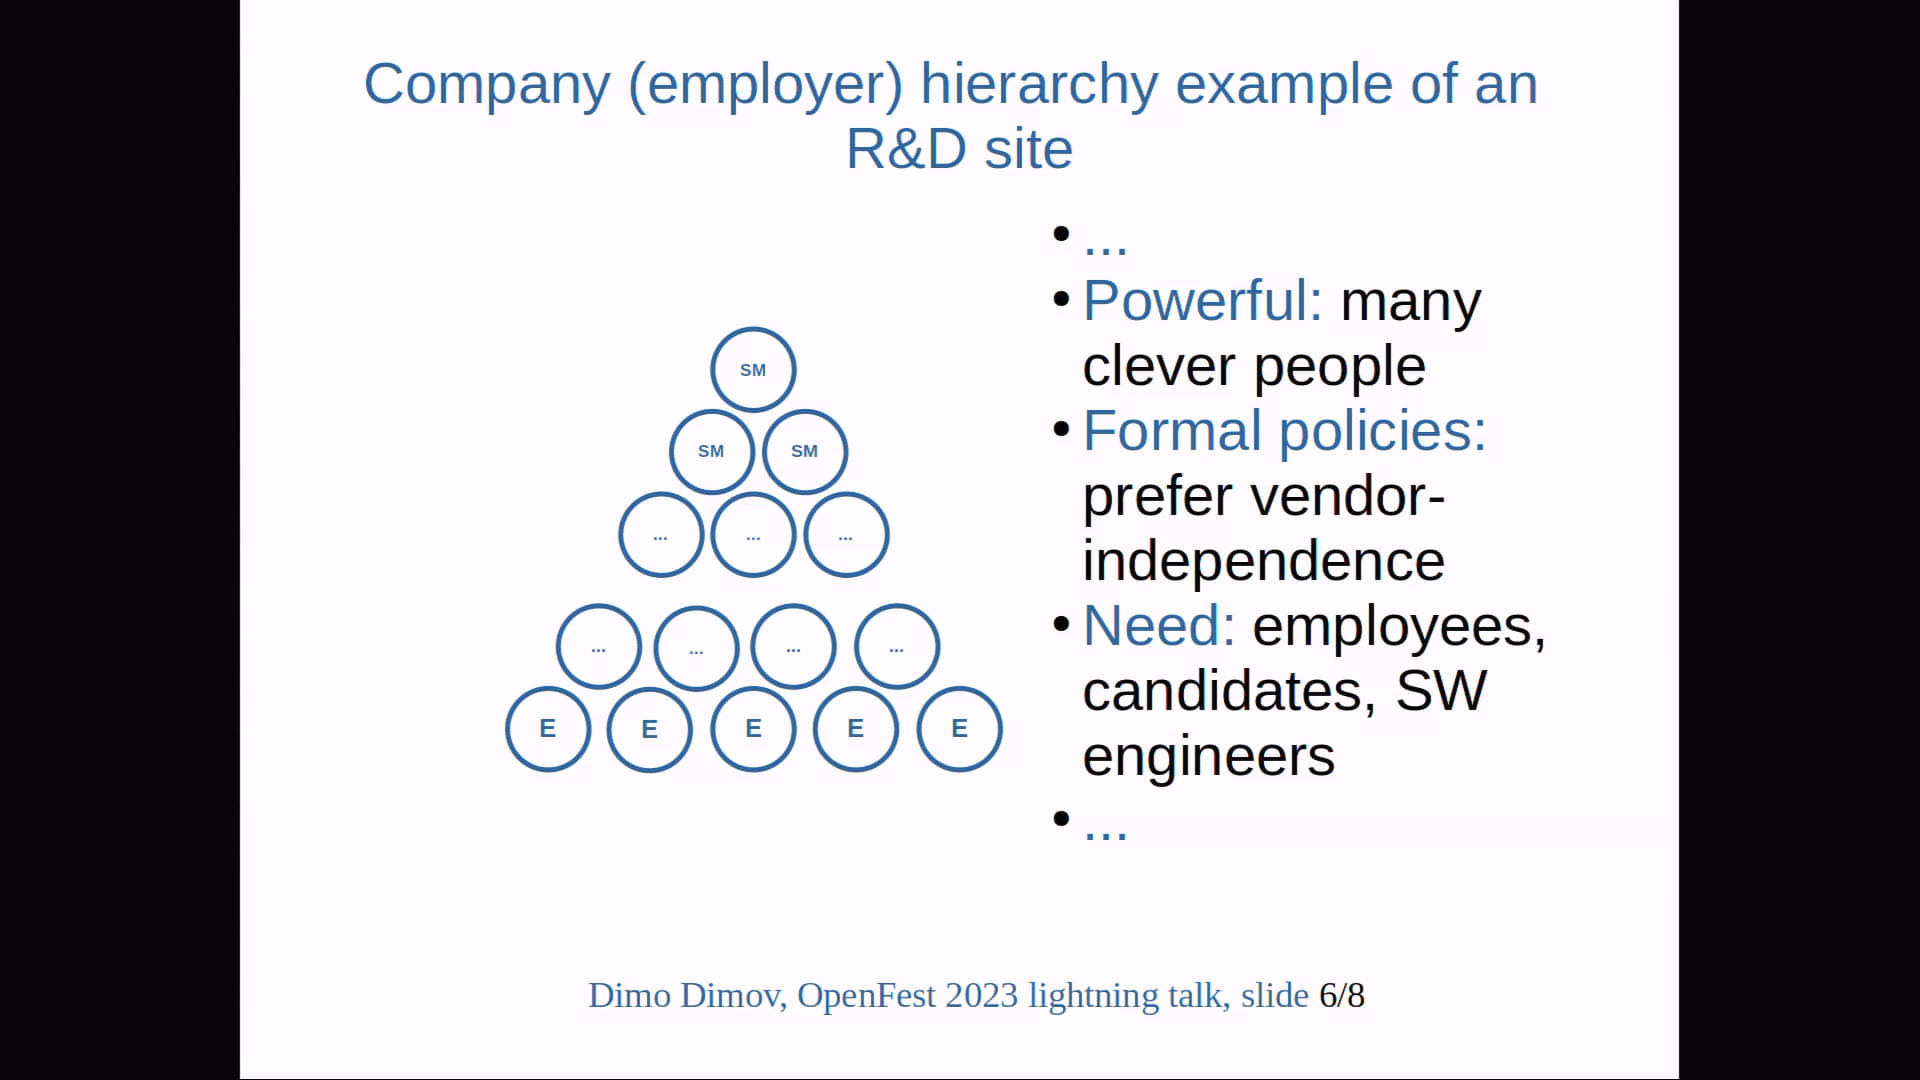 Company (employer) hierarchy example of an
R&D site
SM
SM SM
... ... ...
... ... ... ...
E E E E E
• ...
• Powerful: many
clever people
• Formal policies:
prefer vendor-
independence
• Need: employees,
candidates, SW
engineers
• ...
Dimo Dimov, OpenFest 2023 lightning talk, slide 6/8